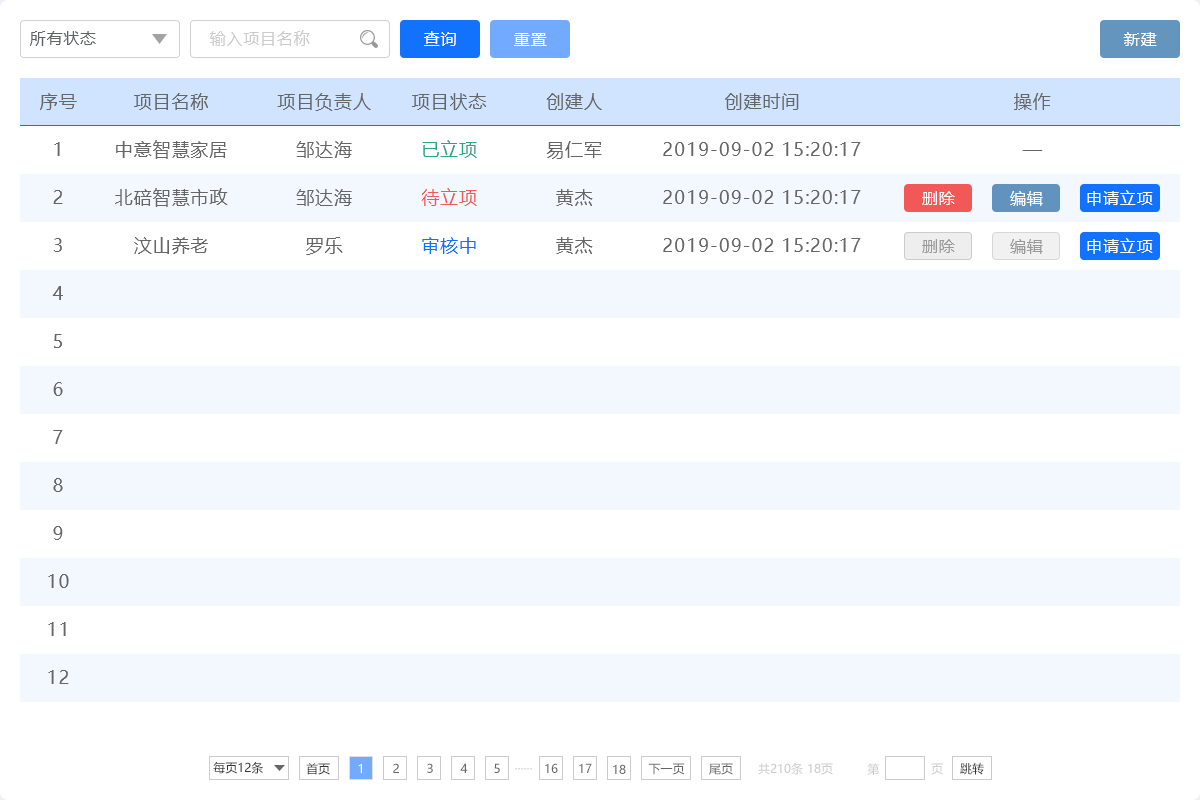 所有状态 输入项目名称 查询 重置 新建
序号 项目名称 项目负责人 项目状态 创建人 创建时间 操作
1 中意智慧家居 邹达海 已立项 易仁军 2019-09-02 15:20:17 —
2 北碚智慧市政 邹达海 待立项 黄杰 2019-09-02 15:20:17 删除 编辑 申请立项
3 汶山养老 罗乐 审核中 黄杰 2019-09-02 15:20:17 删除 编辑 申请立项
4
5
6
7
8
9
10
11
12
每页12条 首页 1 2 3 4 5 ······ 16 17 18 下一页 尾页 共210条 18页 第 页 跳转